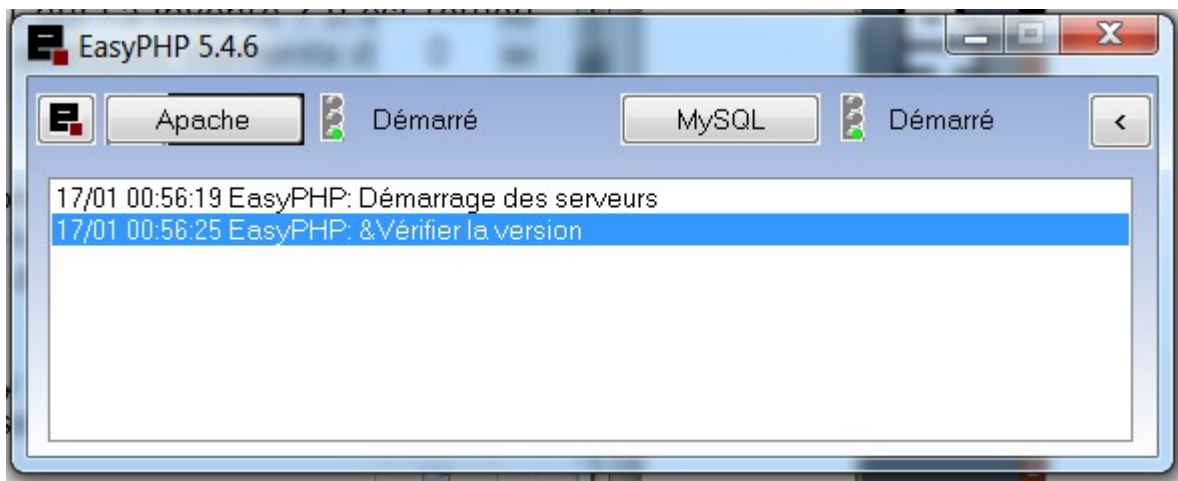 EasyPHP 5.4.6
Apache Démarré MySQL Démarré <
17/01 00:56:19 EasyPHP: Démarrage des serveurs
17/01 00:56:25 EasyPHP: &Vérifier la version